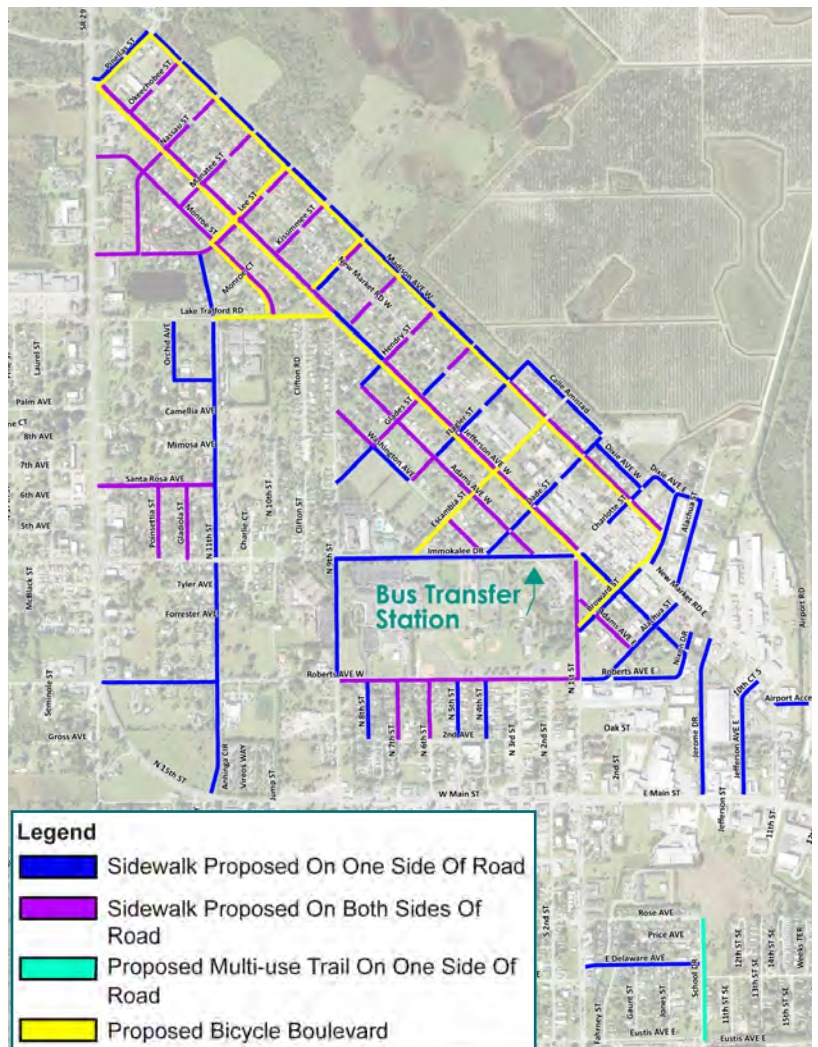 SR 29
Pinellas ST
Okeechobee ST
Nassau ST
Manatee ST
Lee ST
Monroe ST
Kissimmee ST
Monroe CT
New Market RD W
Madison AVE W
Lake Trafford RD
Hendry ST
Orchid AVE
Laurel ST
Clifton RD
Calle Amistad
Palm AVE
Camellia AVE
Glades ST
Flagler ST
Jefferson AVE W
8th AVE
Mimosa AVE
Washington AVE
Dixie AVE W
7th AVE
Santa Rosa AVE
Adams AVE W
Dixie AVE E
6th AVE
N 10th ST
Dade ST
Poinsettia ST
Gladiola ST
N 11th ST
Charlie CT
Clifton ST
Escambia ST
Charlotte ST
Alachua ST
5th AVE
Immokalee DR
N 9th ST
McBlack ST
Tyler AVE
Bus Transfer
Station
New Market RD E
Broward ST
Airport RD
Forrester AVE
Adams AVE E
Alachua ST
Nixon DR
Roberts AVE W
N 1st ST
Roberts AVE E
10th CT S
Seminole ST
N 8th ST
N 7th ST
N 6th ST
N 5th ST
N 4th ST
Airport Acce
Gross AVE
2nd AVE
N 3rd ST
N 2nd ST
Oak ST
2nd ST
Jerome DR
Jefferson AVE E
N 15th ST
Anhinga CIR
Vireos WAY
Jump ST
W Main ST
E Main ST
Jefferson ST
11th ST
Legend
Sidewalk Proposed On One Side Of Road
Sidewalk Proposed On Both Sides Of
Road
Proposed Multi-use Trail On One Side Of
Road
Proposed Bicycle Boulevard
S 2nd ST
Rose AVE
Price AVE
E Delaware AVE
School DR
12th ST SE
14th ST SE
Weeks TER
Fahrney ST
Gaunt ST
Jones ST
11th ST SE
13th ST SE
15th ST SE
Eustis AVE E
Eustis AVE E